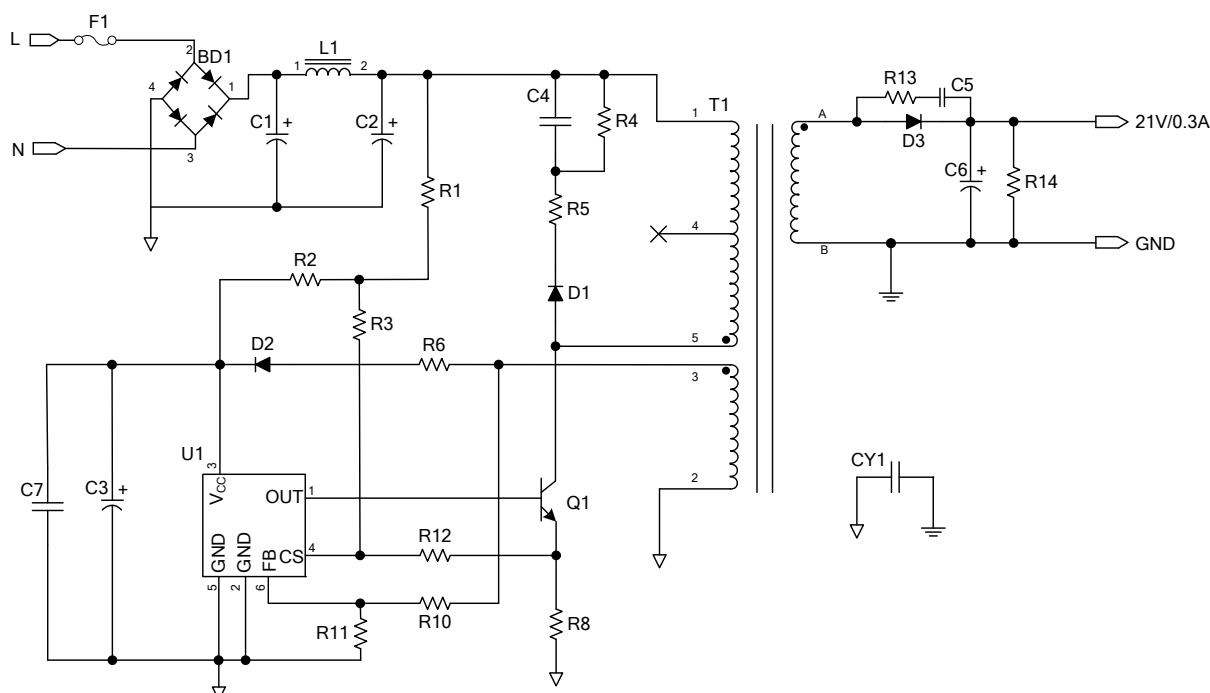 F1
L
2
BD1
L1
4
1
1
2
C4
R4
T1
1
R13
C5
A
21V/0.3A
D3
C1
+
C2
+
N
3
R1
R5
C6
+
R14
4
B
GND
R2
D1
R3
5
D2
R6
3
U1
3
VCC
OUT
1
Q1
2
C7
C3
+
CY1
R12
GND
GND
FB
CS
4
5
2
6
R10
R11
R8